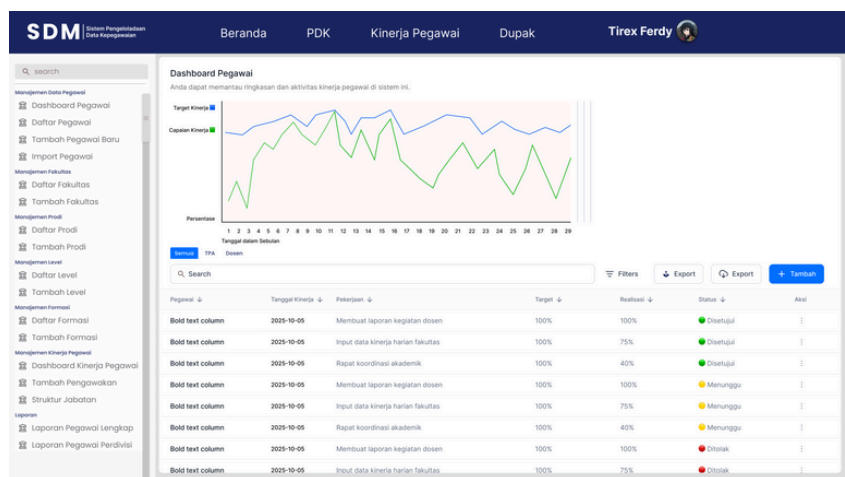 SDM Sistem Pengeloladaan
Data Kepegawaian
Beranda PDK Kinerja Pegawai Dupak Tirex Ferdy
search
Manajemen Data Pegawai
Dashboard Pegawai
Daftar Pegawai
Tambah Pegawai Baru
Import Pegawai
Manajemen Fakultas
Daftar Fakultas
Tambah Fakultas
Manajemen Prodi
Daftar Prodi
Tambah Prodi
Manajemen Level
Daftar Level
Tambah Level
Manajemen Formasi
Daftar Formasi
Tambah Formasi
Manajemen Kinerja Pegawai
Dashboard Kinerja Pegawai
Tambah Pengawakan
Struktur Jabatan
Laporan
Laporan Pegawai Lengkap
Laporan Pegawai Perdivisi
Dashboard Pegawai
Anda dapat memantau ringkasan dan aktivitas kinerja pegawai di sistem ini.
Target Kinerja
Capaian Kinerja
Persentase
1 2 3 4 5 6 7 8 9 10 11 12 13 14 15 16 17 18 19 20 21 22 23 24 25 26 27 28 29
Tanggal dalam Sebulan
Semua TPA Dosen
Search Filters Export Export + Tambah
Pegawai Tanggal Kinerja Pekerjaan Target Realisasi Status Aksi
Bold text column 2025-10-05 Membuat laporan kegiatan dosen 100% 100% Disetujui
Bold text column 2025-10-05 Input data kinerja harian fakultas 100% 75% Disetujui
Bold text column 2025-10-05 Rapat koordinasi akademik 100% 40% Disetujui
Bold text column 2025-10-05 Membuat laporan kegiatan dosen 100% 100% Menunggu
Bold text column 2025-10-05 Input data kinerja harian fakultas 100% 75% Menunggu
Bold text column 2025-10-05 Rapat koordinasi akademik 100% 40% Menunggu
Bold text column 2025-10-05 Membuat laporan kegiatan dosen 100% 100% Ditolak
Bold text column 2025-10-05 Input data kinerja harian fakultas 100% 75% Ditolak